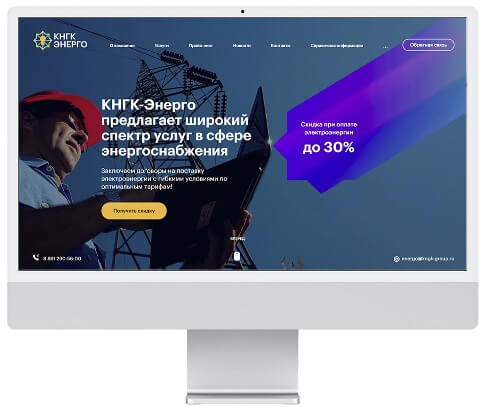 КНГК
ЭНЕРГО
О компании
Услуги
Прайс-лист
Новости
Контакты
Справочная информация
...
Обратная связь
КНГК-Энерго
предлагает широкий
спектр услуг в сфере
энергоснабжения
Заключаем договоры на поставку
электроэнергии с гибкими условиями по
оптимальным тарифам!
Получить скидку
Скидка при оплате
электроэнергии
до 30%
вперед
8 861 290-56-00
energo@kngk-group.ru